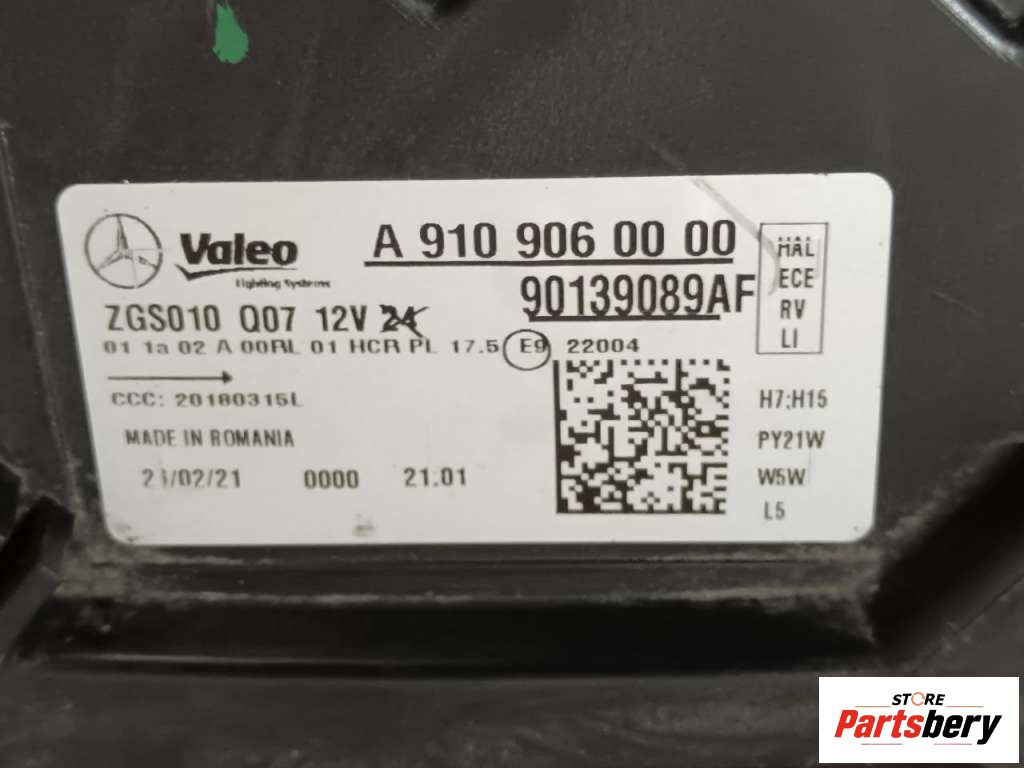 Valeo
Lighting Systems
A 910 906 00 00
90139089AF
HAL
ECE
RV
LI
ZGS010 Q07 12V 24
01 1a 02 A 00RL 01 HCR PL 17.5 E9 22004
CCC: 20180315L
H7;H15
MADE IN ROMANIA
PY21W
21/02/21 0000 21.01
W5W
L5
STORE
Partsbery